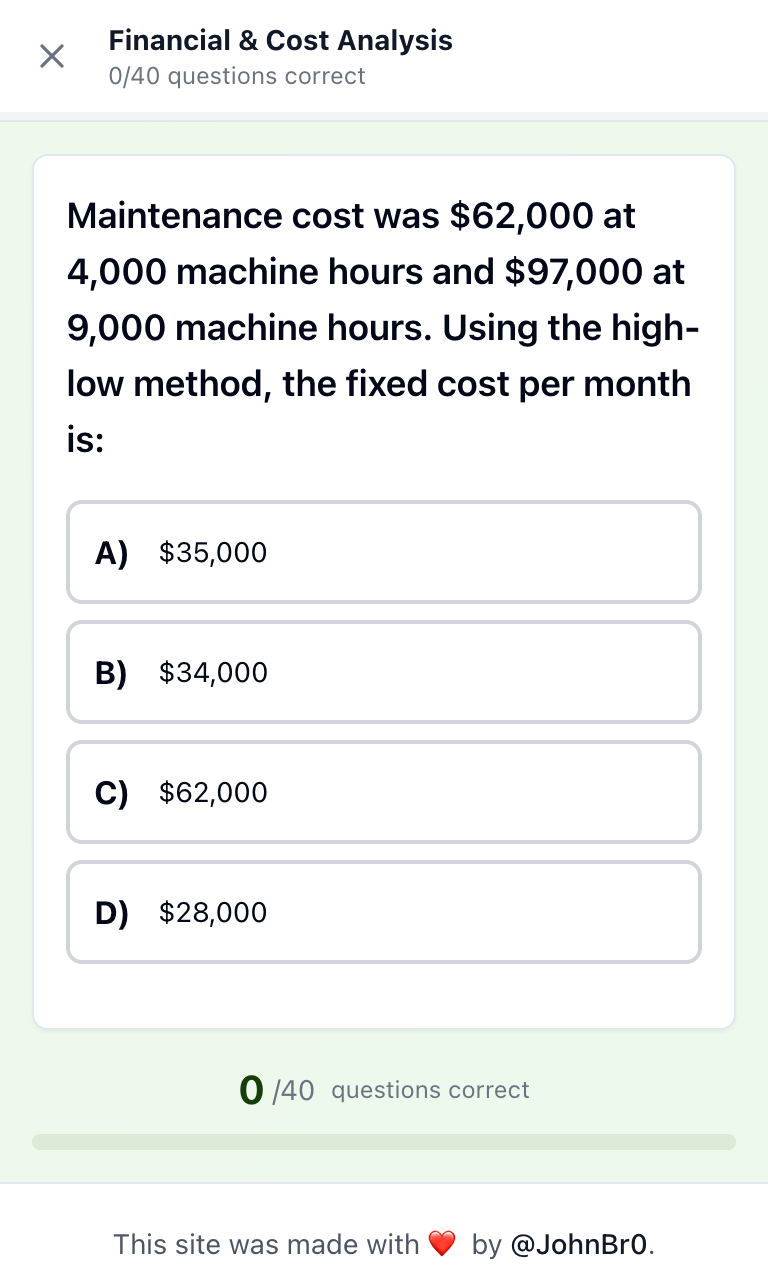 Financial & Cost Analysis
0/40 questions correct
Maintenance cost was $62,000 at
4,000 machine hours and $97,000 at
9,000 machine hours. Using the high-
low method, the fixed cost per month
is:
A) $35,000
B) $34,000
C) $62,000
D) $28,000
0 /40 questions correct
This site was made with ❤️ by @JohnBr0.